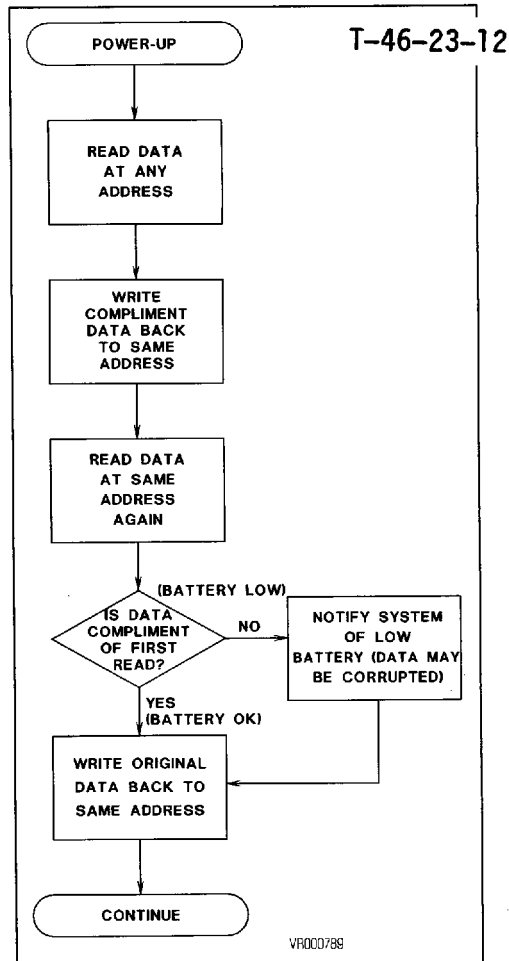 T-46-23-12
POWER-UP
READ DATA
AT ANY
ADDRESS
WRITE
COMPLIMENT
DATA BACK
TO SAME
ADDRESS
READ DATA
AT SAME
ADDRESS
AGAIN
(BATTERY LOW)
IS DATA
COMPLIMENT
OF FIRST
READ?
NO
NOTIFY SYSTEM
OF LOW
BATTERY (DATA MAY
BE CORRUPTED)
YES
(BATTERY OK)
WRITE ORIGINAL
DATA BACK TO
SAME ADDRESS
CONTINUE
VR000789